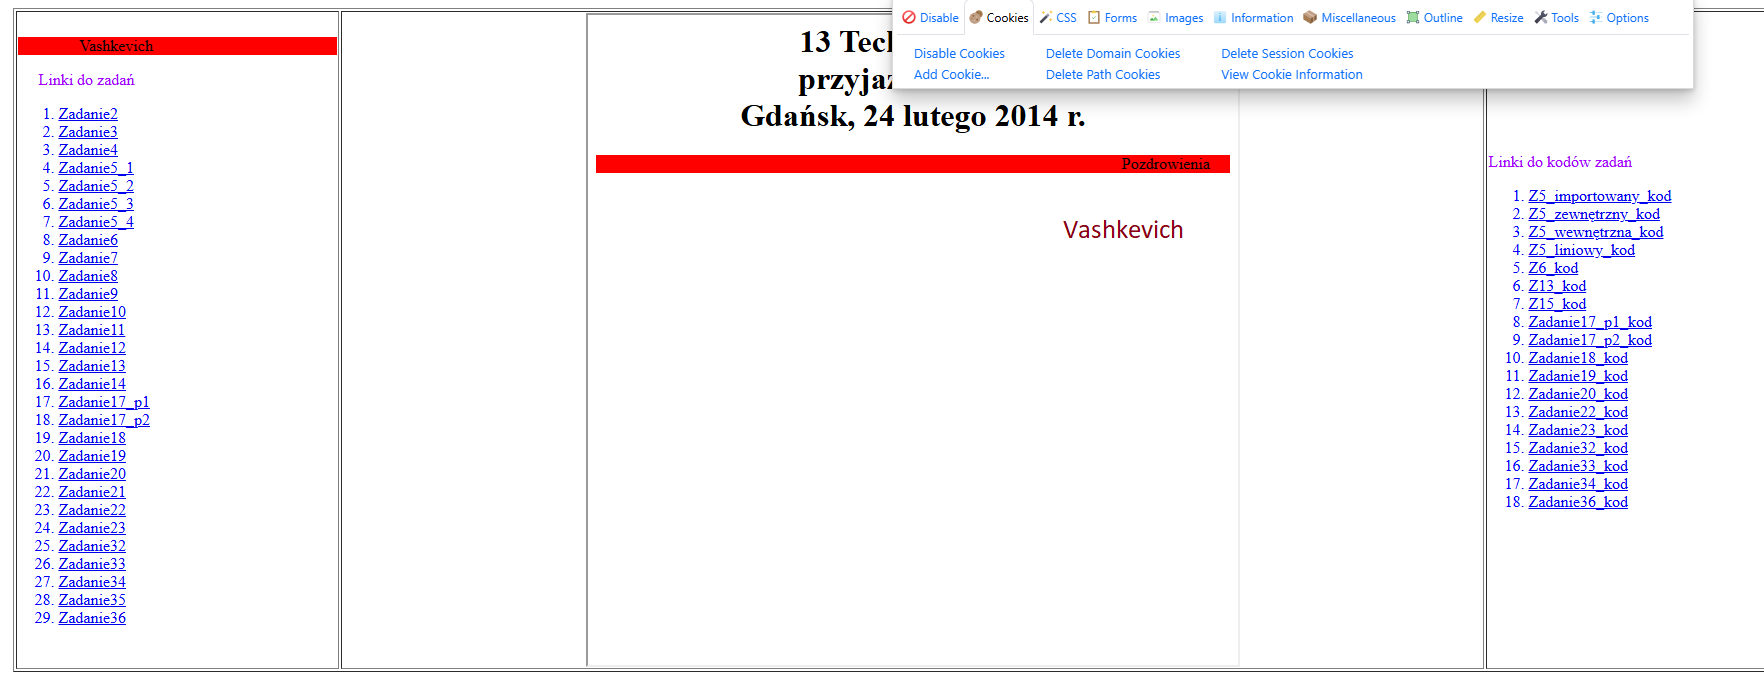 Disable Cookies CSS Forms Images Information Miscellaneous Outline Resize Tools Options
Disable Cookies Delete Domain Cookies Delete Session Cookies
Add Cookie... Delete Path Cookies View Cookie Information
Vashkevich
Linki do zadań
1. Zadanie2
2. Zadanie3
3. Zadanie4
4. Zadanie5_1
5. Zadanie5_2
6. Zadanie5_3
7. Zadanie5_4
8. Zadanie6
9. Zadanie7
10. Zadanie8
11. Zadanie9
12. Zadanie10
13. Zadanie11
14. Zadanie12
15. Zadanie13
16. Zadanie14
17. Zadanie17_p1
18. Zadanie17_p2
19. Zadanie18
20. Zadanie19
21. Zadanie20
22. Zadanie21
23. Zadanie22
24. Zadanie23
25. Zadanie32
26. Zadanie33
27. Zadanie34
28. Zadanie35
29. Zadanie36
13
Gdańsk, 24 lutego 2014 r.
Pozdrowienia
Vashkevich
Linki do kodów zadań
1. Z5_importowany_kod
2. Z5_zewnętrzny_kod
3. Z5_wewnętrzna_kod
4. Z5_liniowy_kod
5. Z6_kod
6. Z13_kod
7. Z15_kod
8. Zadanie17_p1_kod
9. Zadanie17_p2_kod
10. Zadanie18_kod
11. Zadanie19_kod
12. Zadanie20_kod
13. Zadanie22_kod
14. Zadanie23_kod
15. Zadanie32_kod
16. Zadanie33_kod
17. Zadanie34_kod
18. Zadanie36_kod